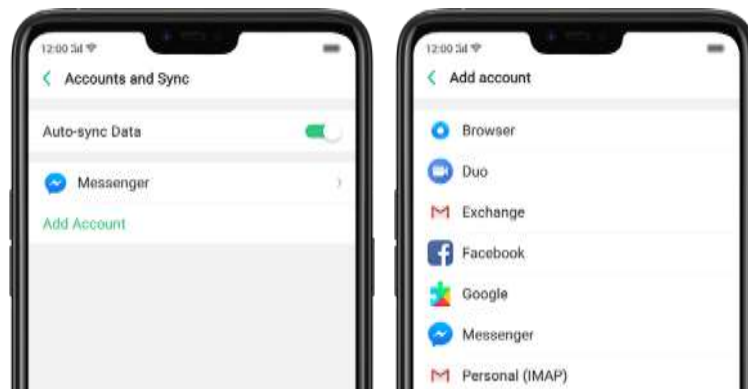 12:00
Accounts and Sync
Auto-sync Data
Messenger
Add Account
12:00
Add account
Browser
Duo
Exchange
Facebook
Google
Messenger
Personal (IMAP)